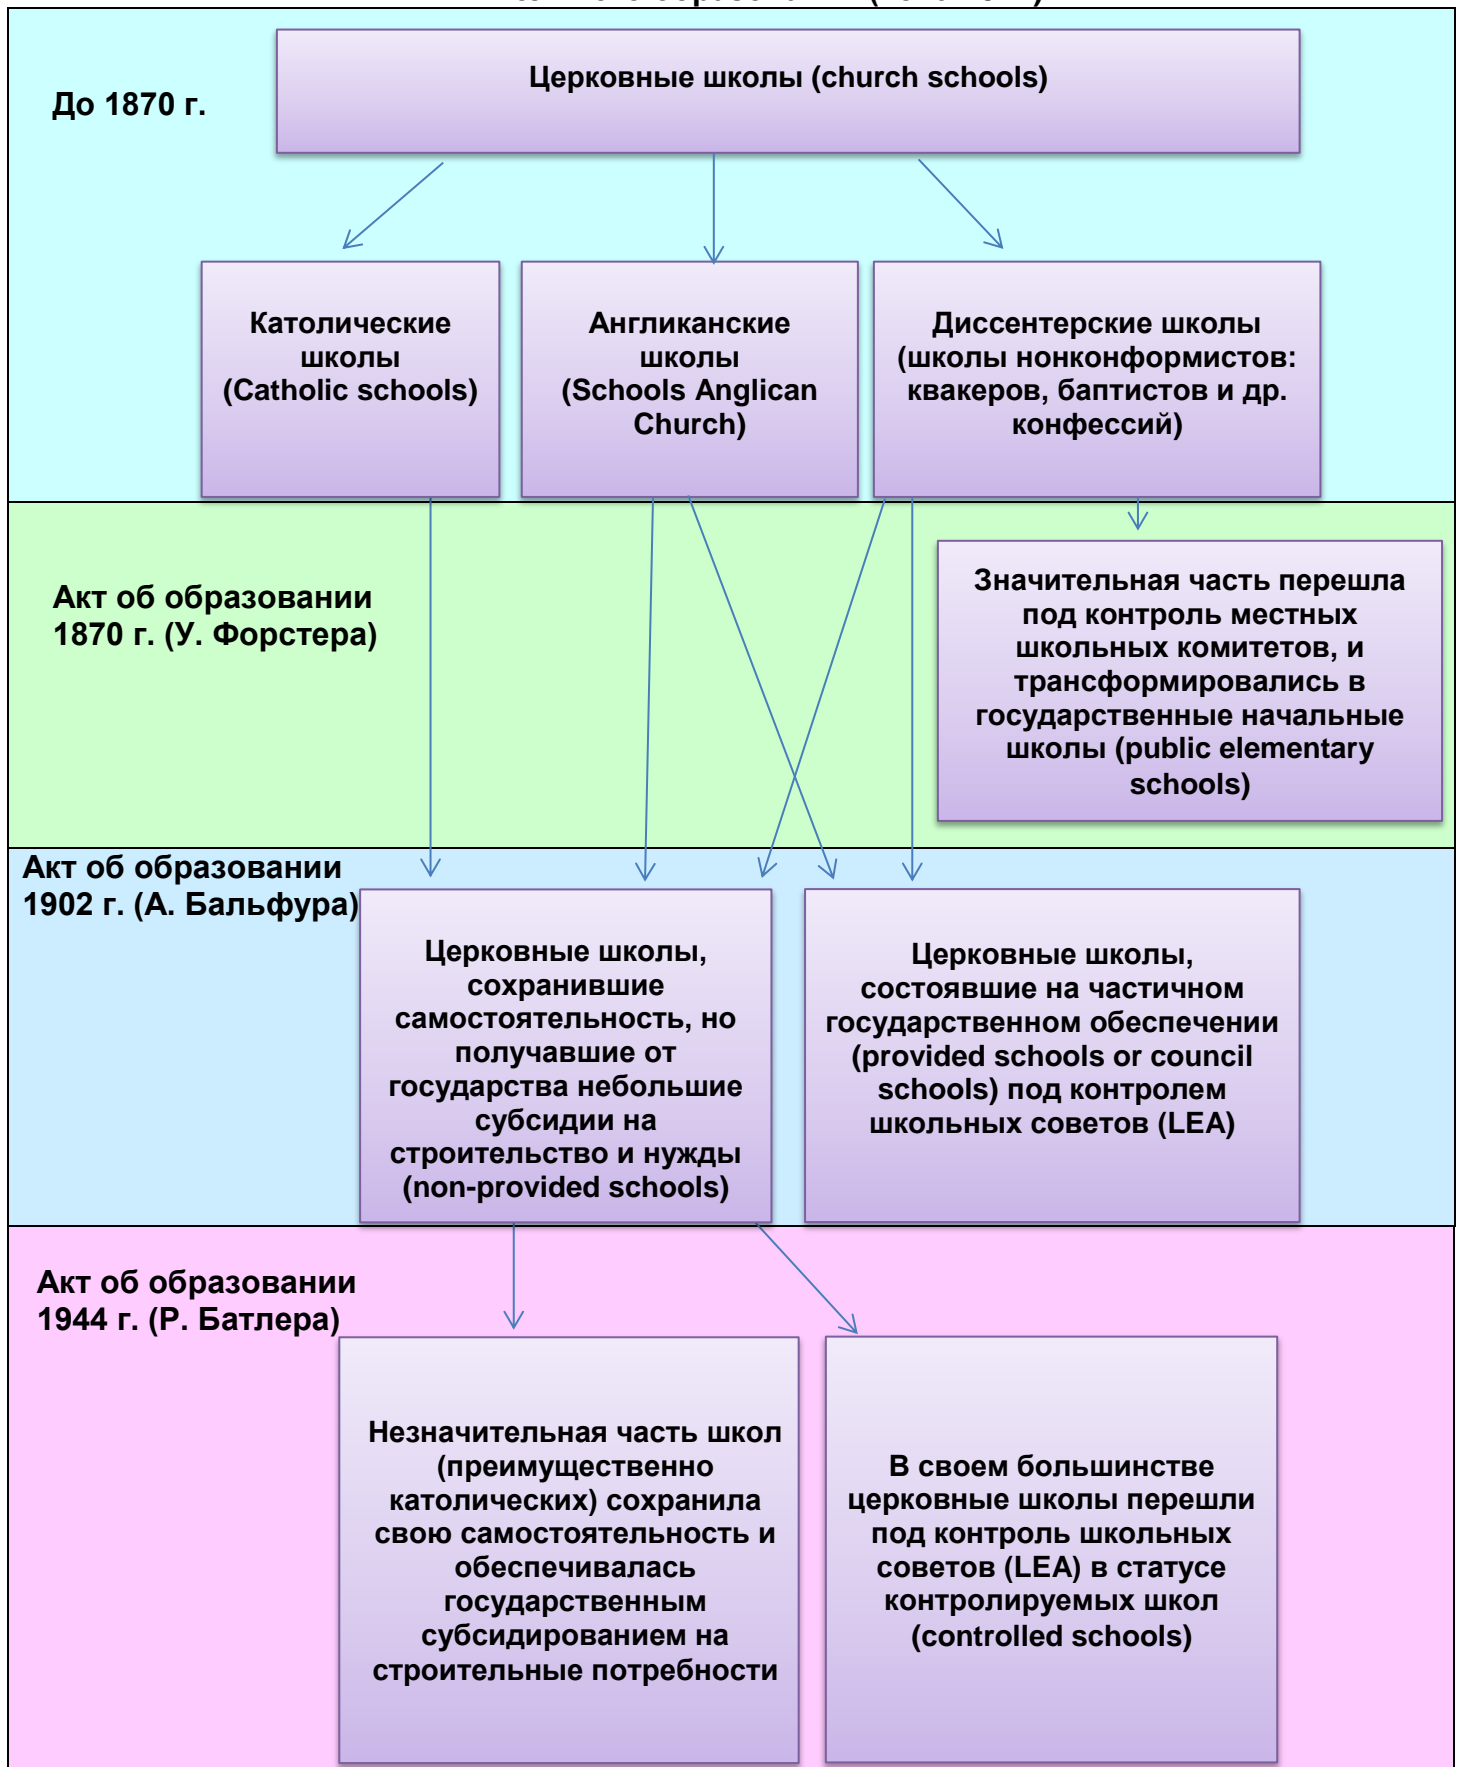 Церковные школы (church schools)
До 1870 г.
Католические
школы
(Catholic schools)
Англиканские
школы
(Schools Anglican
Church)
Диссентерские школы
(школы нонконформистов:
квакеров, баптистов и др.
конфессий)
Акт об образовании
1870 г. (У. Форстера)
Значительная часть перешла
под контроль местных
школьных комитетов, и
трансформировались в
государственные начальные
школы (public elementary
schools)
Акт об образовании
1902 г. (А. Бальфура)
Церковные школы,
сохранившие
самостоятельность, но
получавшие от
государства небольшие
субсидии на
строительство и нужды
(non-provided schools)
Церковные школы,
состоявшие на частичном
государственном обеспечении
(provided schools or council
schools) под контролем
школьных советов (LEA)
Акт об образовании
1944 г. (Р. Батлера)
Незначительная часть школ
(преимущественно
католических) сохранила
свою самостоятельность и
обеспечивалась
государственным
субсидированием на
строительные потребности
В своем большинстве
церковные школы перешли
под контроль школьных
советов (LEA) в статусе
контролируемых школ
(controlled schools)